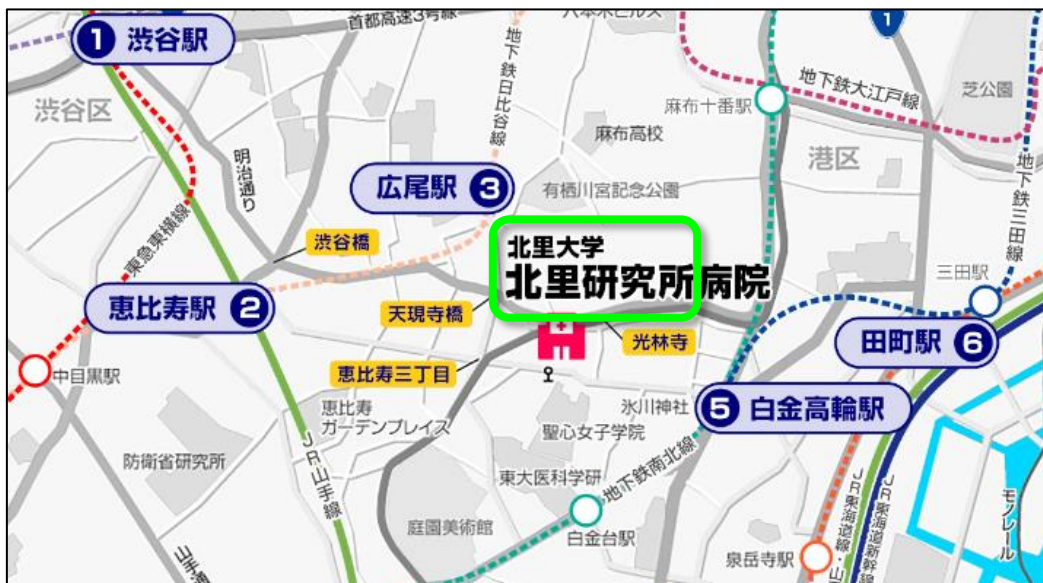 首都高速3号線
六本木ヒルズ
1
1 渋谷駅
渋谷区
地下鉄日比谷線
地下鉄大江戸線
芝公園
麻布十番駅
麻布高校
港区
明治通り
広尾駅 3
有栖川宮記念公園
地下鉄三田線
東急東横線
渋谷橋
北里大学
北里研究所病院
三田駅
恵比寿駅 2
天現寺橋
光林寺
田町駅 6
中目黒駅
恵比寿三丁目
恵比寿
ガーデンプレイス
氷川神社
5 白金高輪駅
聖心女子学院
防衛省研究所
JR山手線
東大医科学研
地下鉄南北線
庭園美術館
白金台駅
泉岳寺駅
JR東海道線・山
JR東海道新幹線
モノレール
山手通